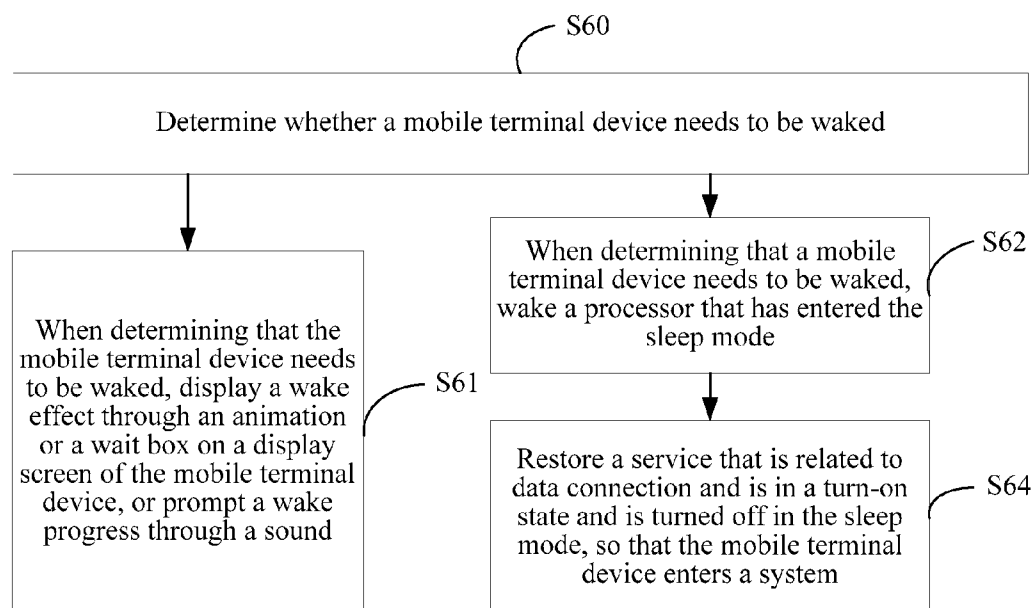 S60
Determine whether a mobile terminal device needs to be waked
When determining that a mobile
terminal device needs to be waked,
wake a processor that has entered the
sleep mode
S62
When determining that the
mobile terminal device needs
to be waked, display a wake
effect through an animation
or a wait box on a display
screen of the mobile terminal
device, or prompt a wake
progress through a sound
S61
Restore a service that is related to
data connection and is in a turn-on
state and is turned off in the sleep
mode, so that the mobile terminal
device enters a system
S64